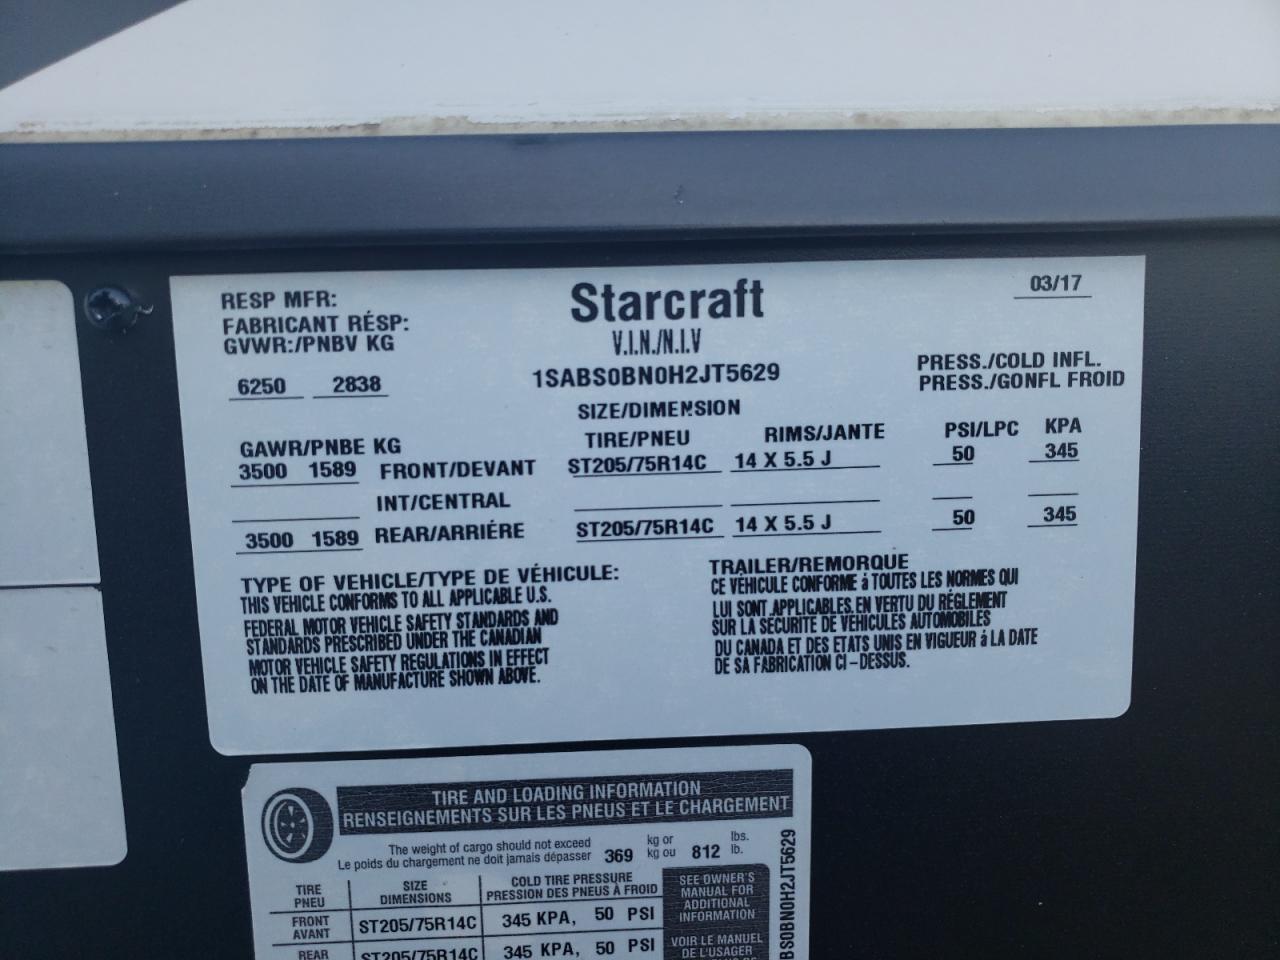 Starcraft
03/17
RESP MFR:
FABRICANT RÉSP:
GVWR:/PNBV KG
V.I.N./N.I.V
6250 2838
1SABS0BN0H2JT5629
PRESS./COLD INFL.
PRESS./GONFL FROID
SIZE/DIMENSION
GAWR/PNBE KG TIRE/PNEU RIMS/JANTE PSI/LPC KPA
3500 1589 FRONT/DEVANT ST205/75R14C 14 X 5.5 J 50 345
INT/CENTRAL
3500 1589 REAR/ARRIÉRE ST205/75R14C 14 X 5.5 J 50 345
TYPE OF VEHICLE/TYPE DE VÉHICULE: TRAILER/REMORQUE
THIS VEHICLE CONFORMS TO ALL APPLICABLE U.S.
FEDERAL MOTOR VEHICLE SAFETY STANDARDS AND
STANDARDS PRESCRIBED UNDER THE CANADIAN
MOTOR VEHICLE SAFETY REGULATIONS IN EFFECT
ON THE DATE OF MANUFACTURE SHOWN ABOVE.
CE VÉHICULE CONFORME à TOUTES LES NORMES QUI
LUI SONT APPLICABLES EN VERTU DU RÉGLEMENT
SUR LA SÉCURITE DE VÉHICULES AUTOMOBILES
DU CANADA ET DES ETATS UNIS EN VIGUEUR à LA DATE
DE SA FABRICATION CI-DESSUS.
TIRE AND LOADING INFORMATION
RENSEIGNEMENTS SUR LES PNEUS ET LE CHARGEMENT
The weight of cargo should not exceed kg or lbs.
Le poids du chargement ne doit jamais dépasser 369 kg ou 812 lb.
TIRE SIZE COLD TIRE PRESSURE
PNEU DIMENSIONS PRESSION DES PNEUS À FROID
FRONT
AVANT ST205/75R14C 345 KPA, 50 PSI
REAR ST205/75R14C 345 KPA, 50 PSI
SEE OWNER'S
MANUAL FOR
ADDITIONAL
INFORMATION
VOIR LE MANUEL
DE L'USAGER
BS0BN0H2JT5629